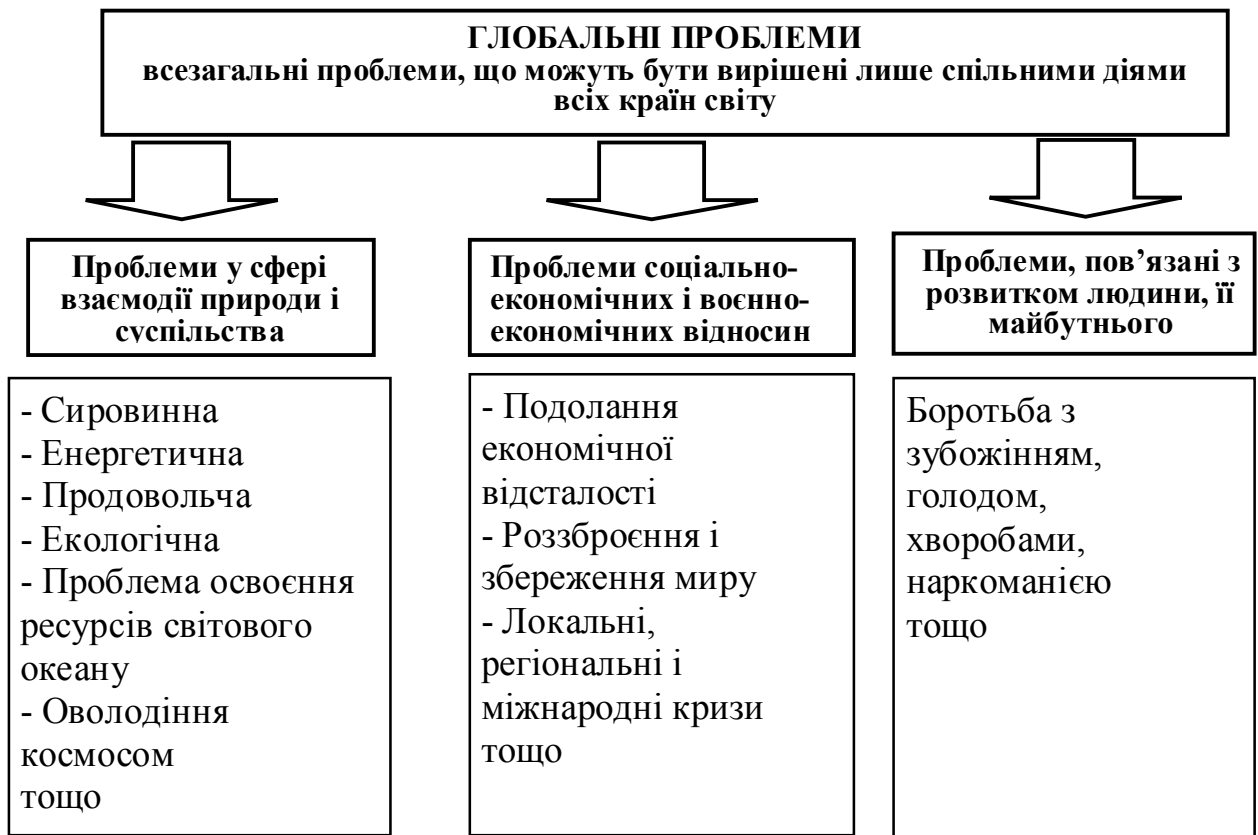 ГЛОБАЛЬНІ ПРОБЛЕМИ
всезагальні проблеми, що можуть бути вирішені лише спільними діями
всіх країн світу
Проблеми у сфері
взаємодії природи і
суспільства
- Сировинна
- Енергетична
- Продовольча
- Екологічна
- Проблема освоєння
ресурсів світового
океану
- Оволодіння
космосом
тощо
Проблеми соціально-
економічних і воєнно-
економічних відносин
- Подолання
економічної
відсталості
- Роззброєння і
збереження миру
- Локальні,
регіональні і
міжнародні кризи
тощо
Проблеми, пов’язані з
розвитком людини, її
майбутнього
Боротьба з
зубожінням,
голодом,
хворобами,
наркоманією
тощо